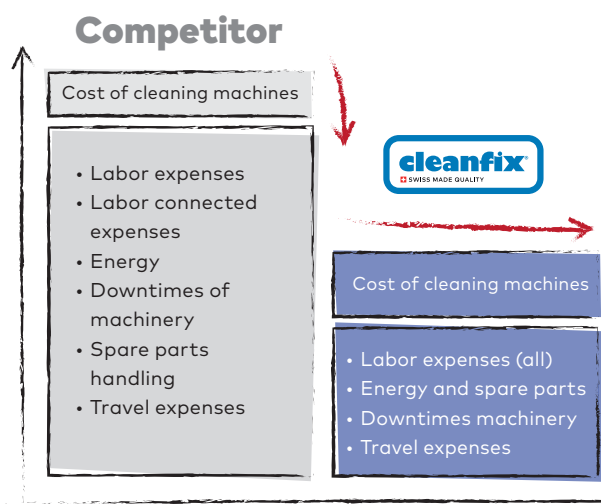 Competitor
Cost of cleaning machines
• Labor expenses
• Labor connected
expenses
• Energy
• Downtimes of
machinery
• Spare parts
handling
• Travel expenses
cleanfix®
SWISS MADE QUALITY
Cost of cleaning machines
• Labor expenses (all)
• Energy and spare parts
• Downtimes machinery
• Travel expenses